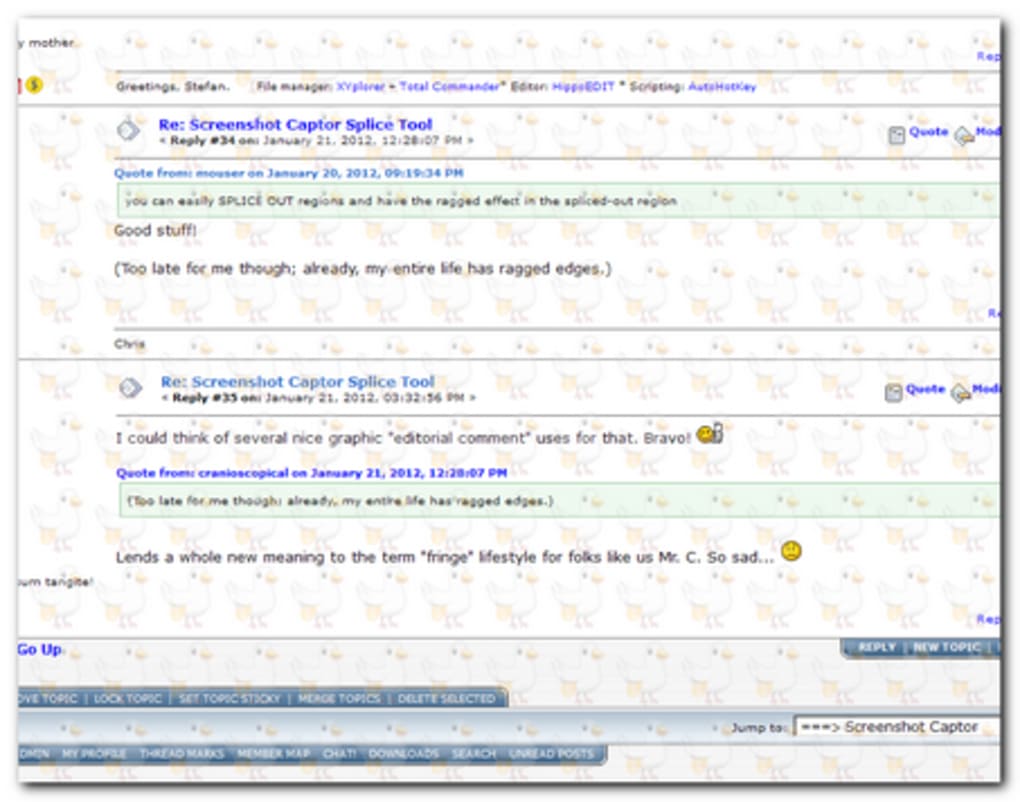 y mother
Rep
Greetings, Stefan. File manager: XYplorer + Total Commander* Editor: HippoEDIT * Scripting: AutoHotKey
Re: Screenshot Captor Splice Tool
« Reply #34 on: January 21, 2012, 12:28:07 PM »
Quote Mod
Quote from: mouser on January 20, 2012, 09:19:34 PM
you can easily SPLICE OUT regions and have the ragged effect in the spliced-out region
Good stuff!
(Too late for me though; already, my entire life has ragged edges.)
Re
Chris
Re: Screenshot Captor Splice Tool
« Reply #35 on: January 21, 2012, 03:32:56 PM »
Quote Modi
I could think of several nice graphic "editorial comment" uses for that. Bravo!
Quote from: cranioscopical on January 21, 2012, 12:28:07 PM
(Too late for me though; already, my entire life has ragged edges.)
Lends a whole new meaning to the term "fringe" lifestyle for folks like us Mr. C. So sad...
um tangite!
Rep
Go Up
REPLY | NEW TOPIC |
OVE TOPIC | LOCK TOPIC | SET TOPIC STICKY | MERGE TOPICS | DELETE SELECTED
Jump to: ===> Screenshot Captor
DMIN MY PROFILE THREAD MARKS MEMBER MAP CHAT! DOWNLOADS SEARCH UNREAD POSTS